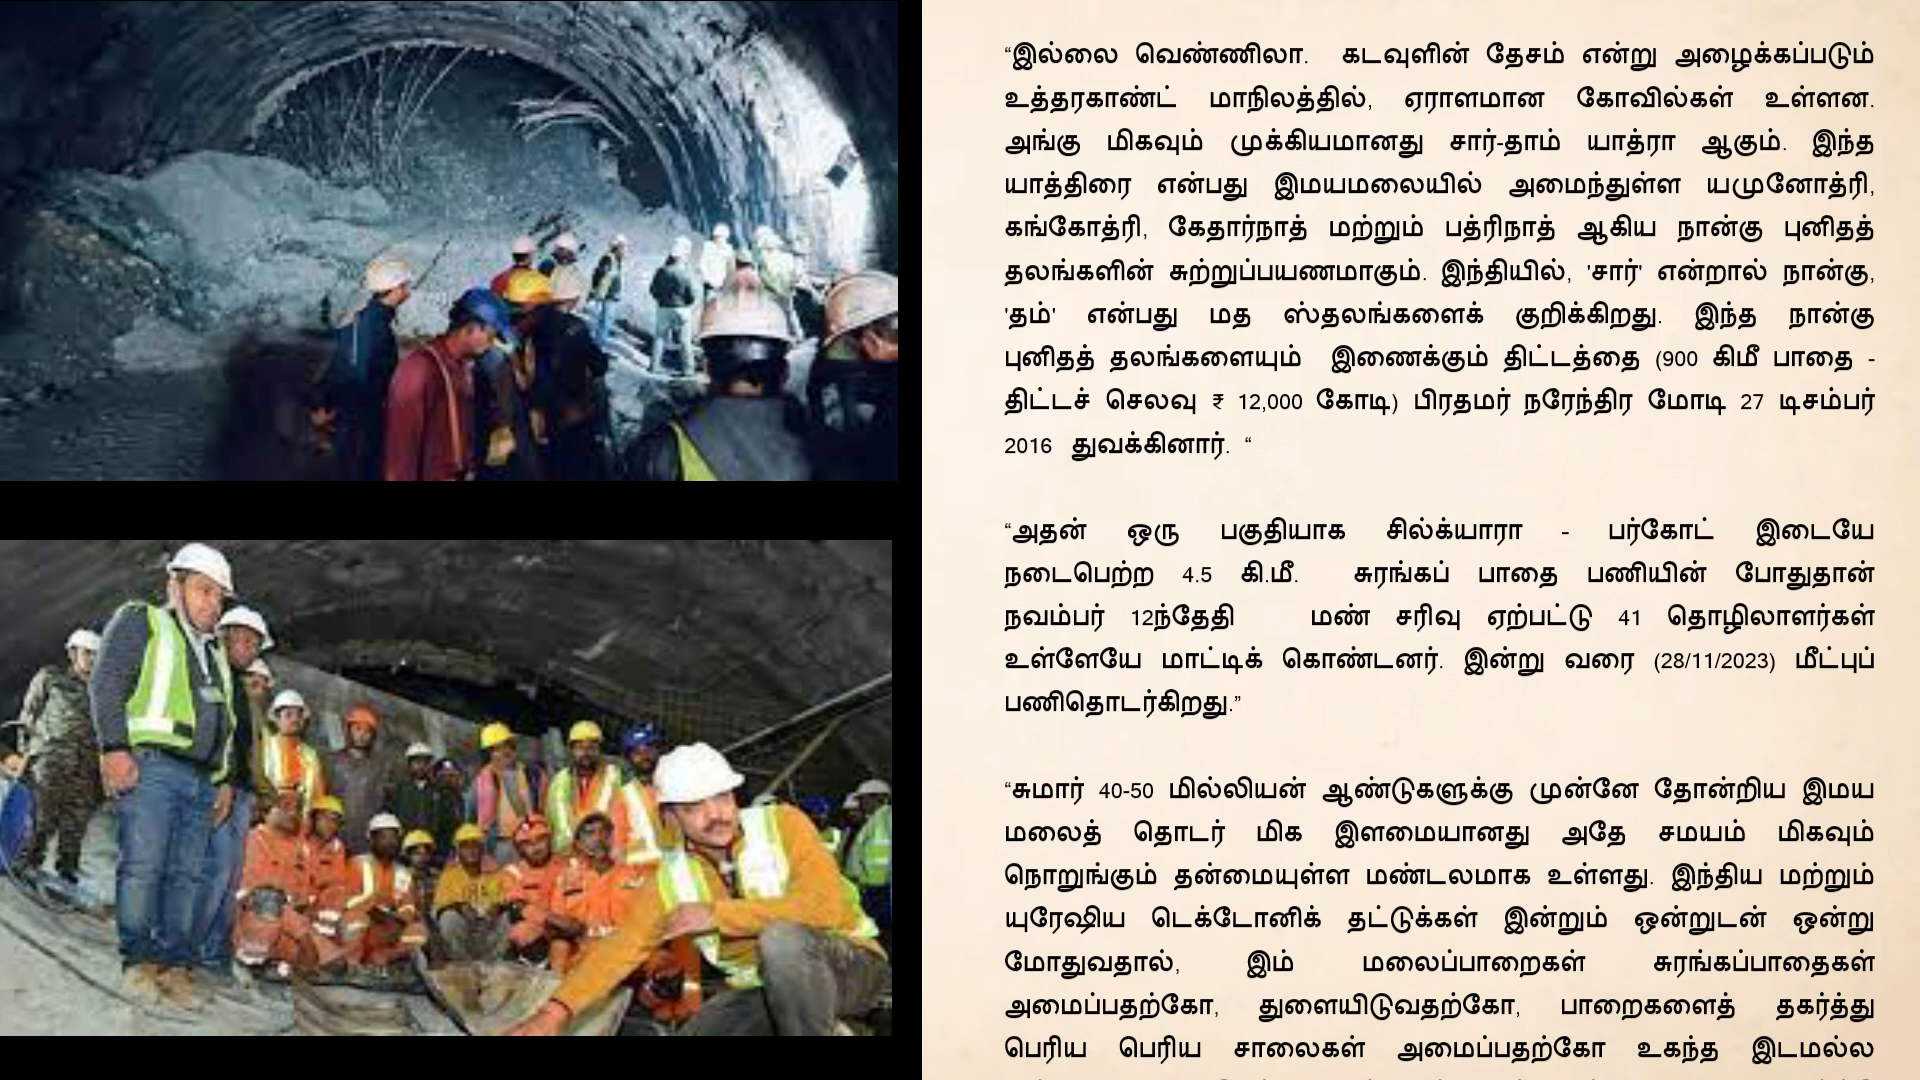 “இல்லை வெண்ணிலா. கடவுளின் தேசம் என்று அழைக்கப்படும்
உத்தரகாண்ட் மாநிலத்தில், ஏராளமான கோவில்கள் உள்ளன.
அங்கு மிகவும் முக்கியமானது சார்-தாம் யாத்ரா ஆகும். இந்த
யாத்திரை என்பது இமயமலையில் அமைந்துள்ள யமுனோத்ரி,
கங்கோத்ரி, கேதார்நாத் மற்றும் பத்ரிநாத் ஆகிய நான்கு புனிதத்
தலங்களின் சுற்றுப்பயணமாகும். இந்தியில், 'சார்' என்றால் நான்கு,
'தம்' என்பது மத ஸ்தலங்களைக் குறிக்கிறது. இந்த நான்கு
புனிதத் தலங்களையும் இணைக்கும் திட்டத்தை (900 கிமீ பாதை -
திட்டச் செலவு ₹ 12,000 கோடி) பிரதமர் நரேந்திர மோடி 27 டிசம்பர்
2016 துவக்கினார். “
“அதன் ஒரு பகுதியாக சில்க்யாரா - பர்கோட் இடையே
நடைபெற்ற 4.5 கி.மீ. சுரங்கப் பாதை பணியின் போதுதான்
நவம்பர் 12ந்தேதி மண் சரிவு ஏற்பட்டு 41 தொழிலாளர்கள்
உள்ளேயே மாட்டிக் கொண்டனர். இன்று வரை (28/11/2023) மீட்புப்
பணிதொடர்கிறது.”
“சுமார் 40-50 மில்லியன் ஆண்டுகளுக்கு முன்னே தோன்றிய இமய
மலைத் தொடர் மிக இளமையானது அதே சமயம் மிகவும்
நொறுங்கும் தன்மையுள்ள மண்டலமாக உள்ளது. இந்திய மற்றும்
யுரேஷிய டெக்டோனிக் தட்டுக்கள் இன்றும் ஒன்றுடன் ஒன்று
மோதுவதால், இம் மலைப்பாறைகள் சுரங்கப்பாதைகள்
அமைப்பதற்கோ, துளையிடுவதற்கோ, பாறைகளைத் தகர்த்து
பெரிய பெரிய சாலைகள் அமைப்பதற்கோ உகந்த இடமல்ல